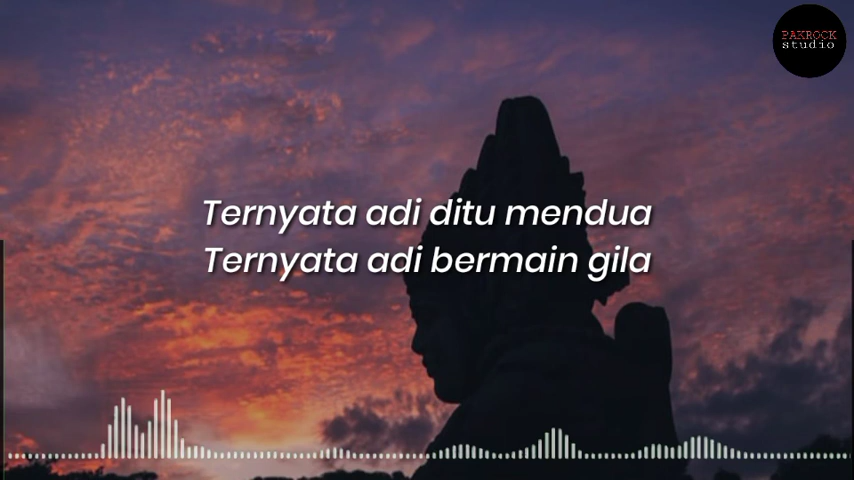 PAKROCK
studio
Ternyata adi ditu mendua
Ternyata adi bermain gila